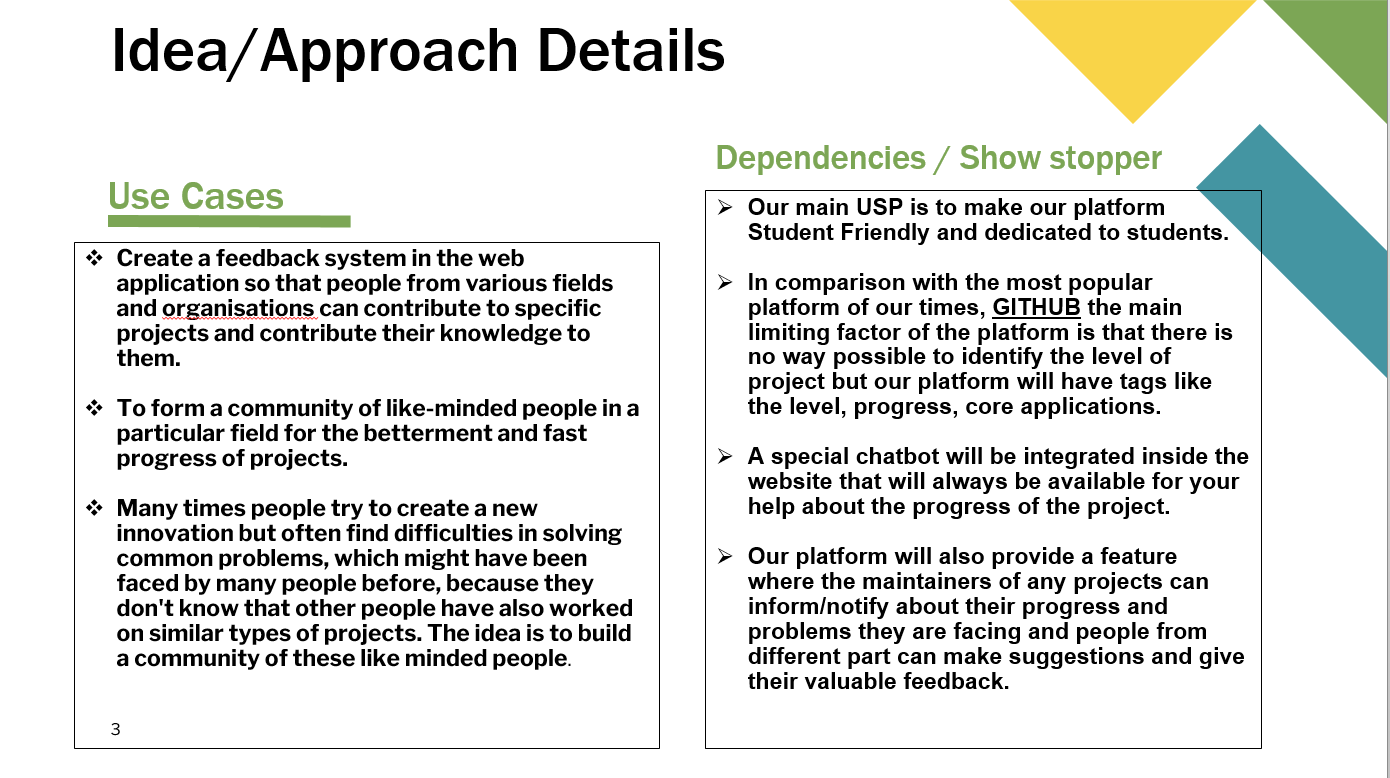 Idea/Approach Details
Use Cases
❖ Create a feedback system in the web
application so that people from various fields
and organisations can contribute to specific
projects and contribute their knowledge to
them.
❖ To form a community of like-minded people in a
particular field for the betterment and fast
progress of projects.
❖ Many times people try to create a new
innovation but often find difficulties in solving
common problems, which might have been
faced by many people before, because they
don't know that other people have also worked
on similar types of projects. The idea is to build
a community of these like minded people.
3
Dependencies / Show stopper
➢ Our main USP is to make our platform
Student Friendly and dedicated to students.
➢ In comparison with the most popular
platform of our times, GITHUB the main
limiting factor of the platform is that there is
no way possible to identify the level of
project but our platform will have tags like
the level, progress, core applications.
➢ A special chatbot will be integrated inside the
website that will always be available for your
help about the progress of the project.
➢ Our platform will also provide a feature
where the maintainers of any projects can
inform/notify about their progress and
problems they are facing and people from
different part can make suggestions and give
their valuable feedback.